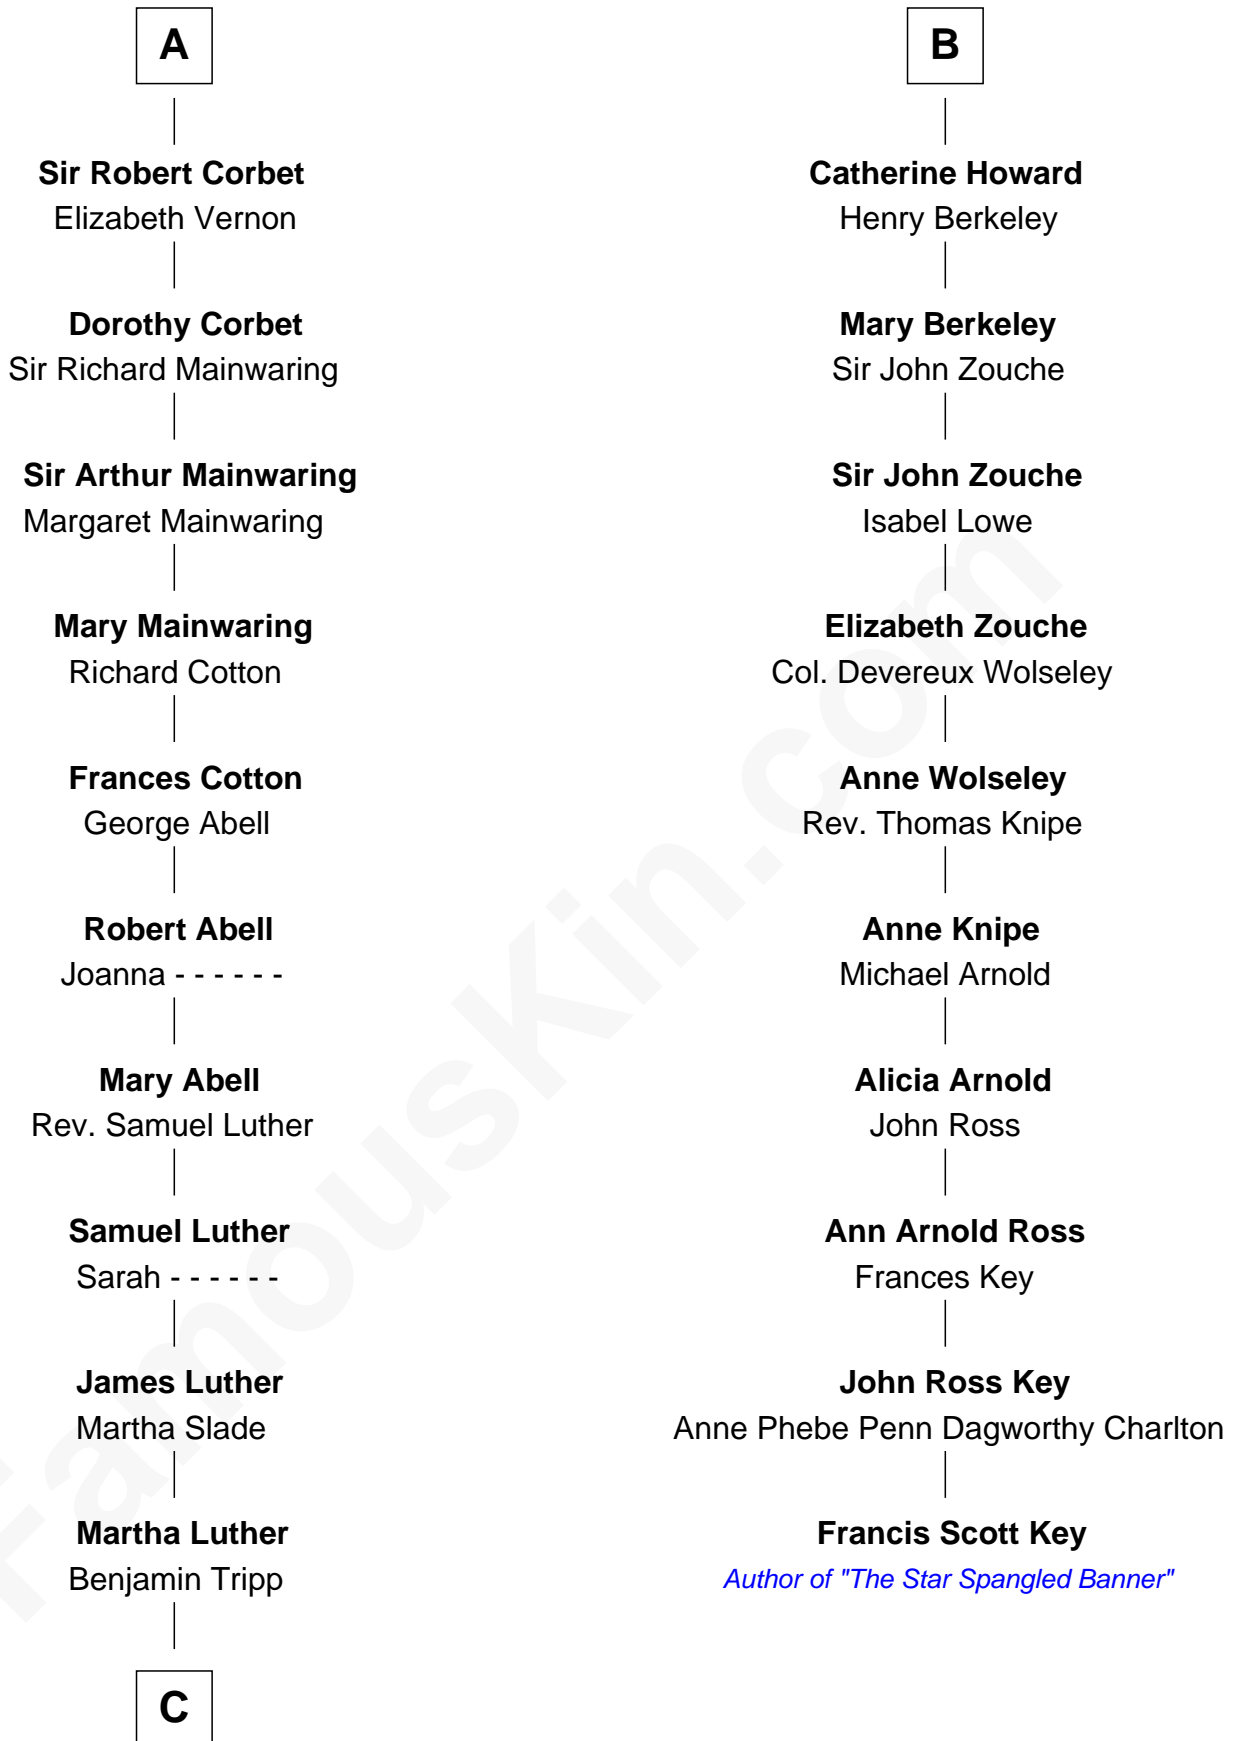 A
Sir Robert Corbet
Elizabeth Vernon
Dorothy Corbet
Sir Richard Mainwaring
Sir Arthur Mainwaring
Margaret Mainwaring
Mary Mainwaring
Richard Cotton
Frances Cotton
George Abell
Robert Abell
Joanna - - - - - -
Mary Abell
Rev. Samuel Luther
Samuel Luther
Sarah - - - - - -
James Luther
Martha Slade
Martha Luther
Benjamin Tripp
C
B
Catherine Howard
Henry Berkeley
Mary Berkeley
Sir John Zouche
Sir John Zouche
Isabel Lowe
Elizabeth Zouche
Col. Devereux Wolseley
Anne Wolseley
Rev. Thomas Knipe
Anne Knipe
Michael Arnold
Alicia Arnold
John Ross
Ann Arnold Ross
Frances Key
John Ross Key
Anne Phebe Penn Dagworthy Charlton
Francis Scott Key
Author of "The Star Spangled Banner"
FamousKin.com